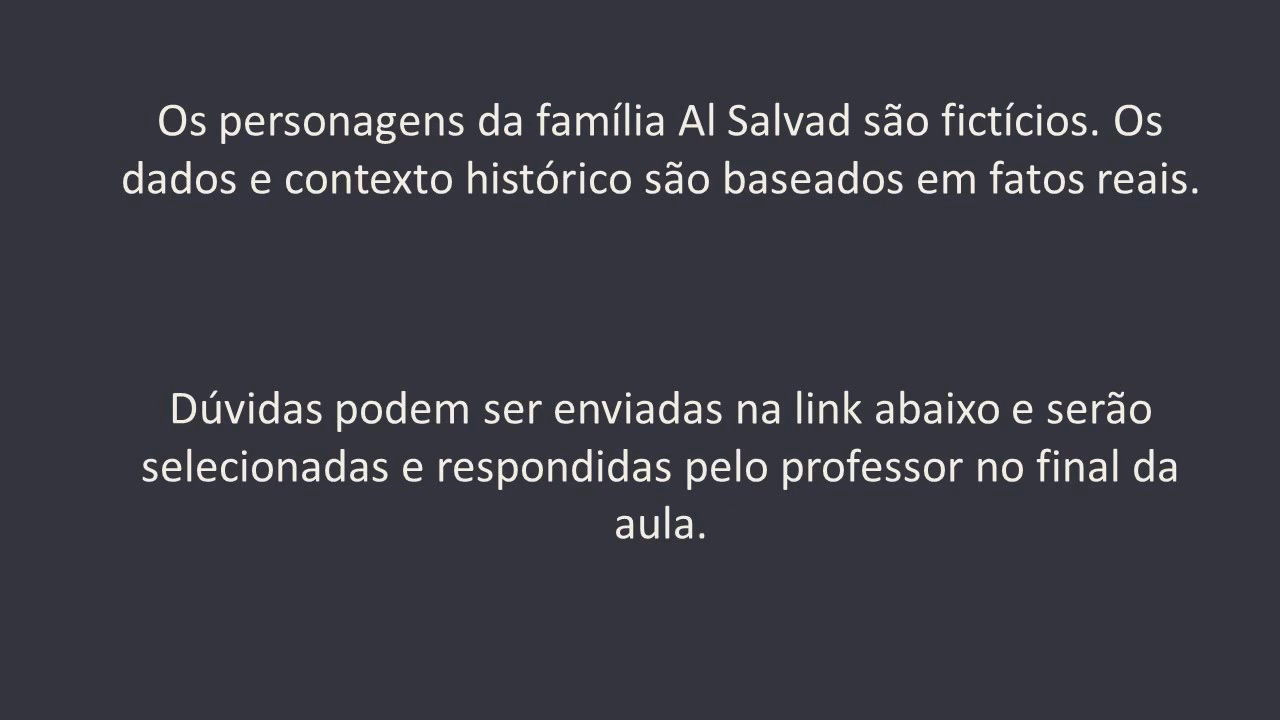 Os personagens da família Al Salvad são fictícios. Os
dados e contexto histórico são baseados em fatos reais.
Dúvidas podem ser enviadas na link abaixo e serão
selecionadas e respondidas pelo professor no final da
aula.